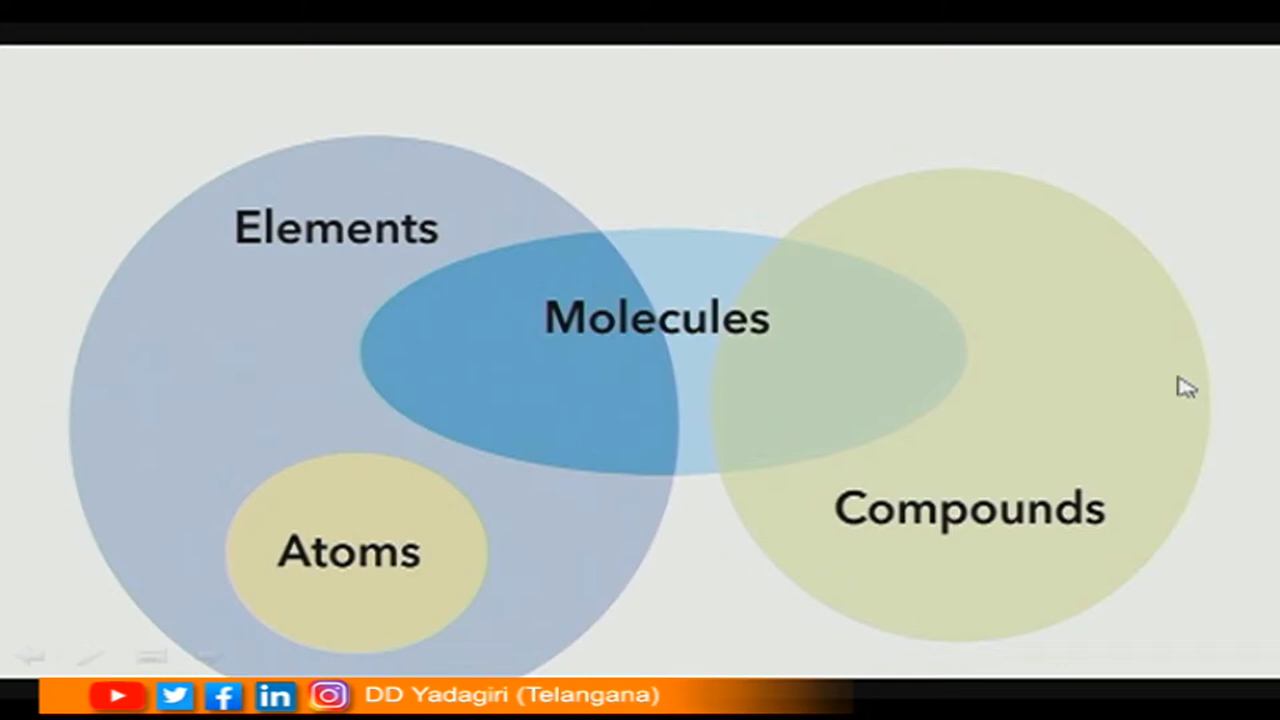 Elements
Molecules
Compounds
Atoms
DD Yadagiri (Telangana)